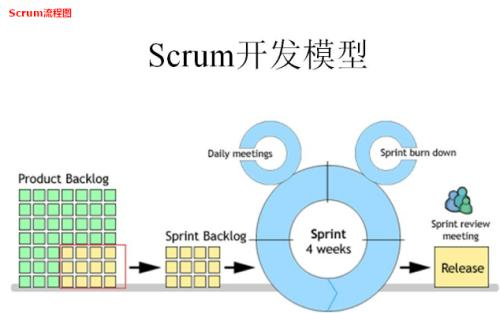 Scrum流程图
Scrum开发模型
Daily meetings
Sprint burn down
Product Backlog
Sprint Backlog
Sprint
4 weeks
Sprint review
meeting
Release